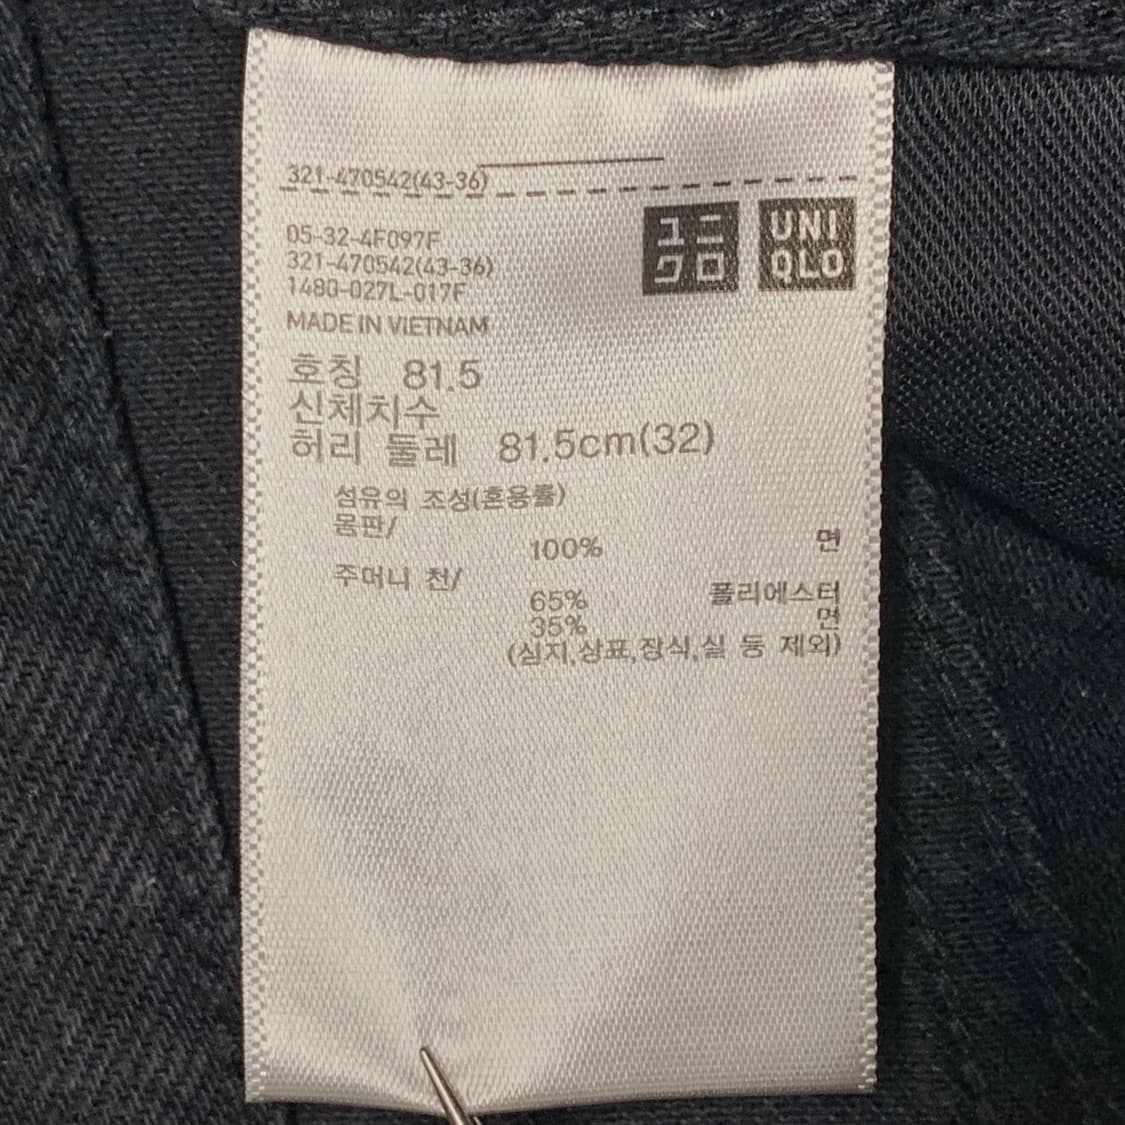 321-470542(43-36)
ユニ
クロ
UNI
QLO
05-32-4F097F
321-470542(43-36)
1480-027L-017F
MADE IN VIETNAM
호칭 81.5
신체치수
허리 둘레 81.5cm(32)
섬유의 조성(혼용률)
몸판/
100% 면
주머니 천/
65% 폴리에스터
35% 면
(심지,상표,장식,실 등 제외)